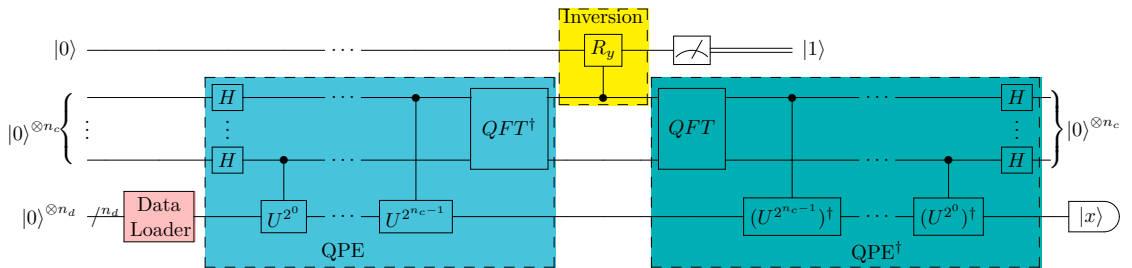 Inversion
|0⟩ ··· R_y |1⟩
H ··· QFT† QFT ··· H
|0⟩^{⊗n_c} ⋮ ⋮ ⋮ |0⟩^{⊗n_c}
H ··· ··· H
|0⟩^{⊗n_d} n_d Data Loader U^{2^0} ··· U^{2^{n_c-1}} (U^{2^{n_c-1}})† ··· (U^{2^0})† |x⟩
QPE QPE†